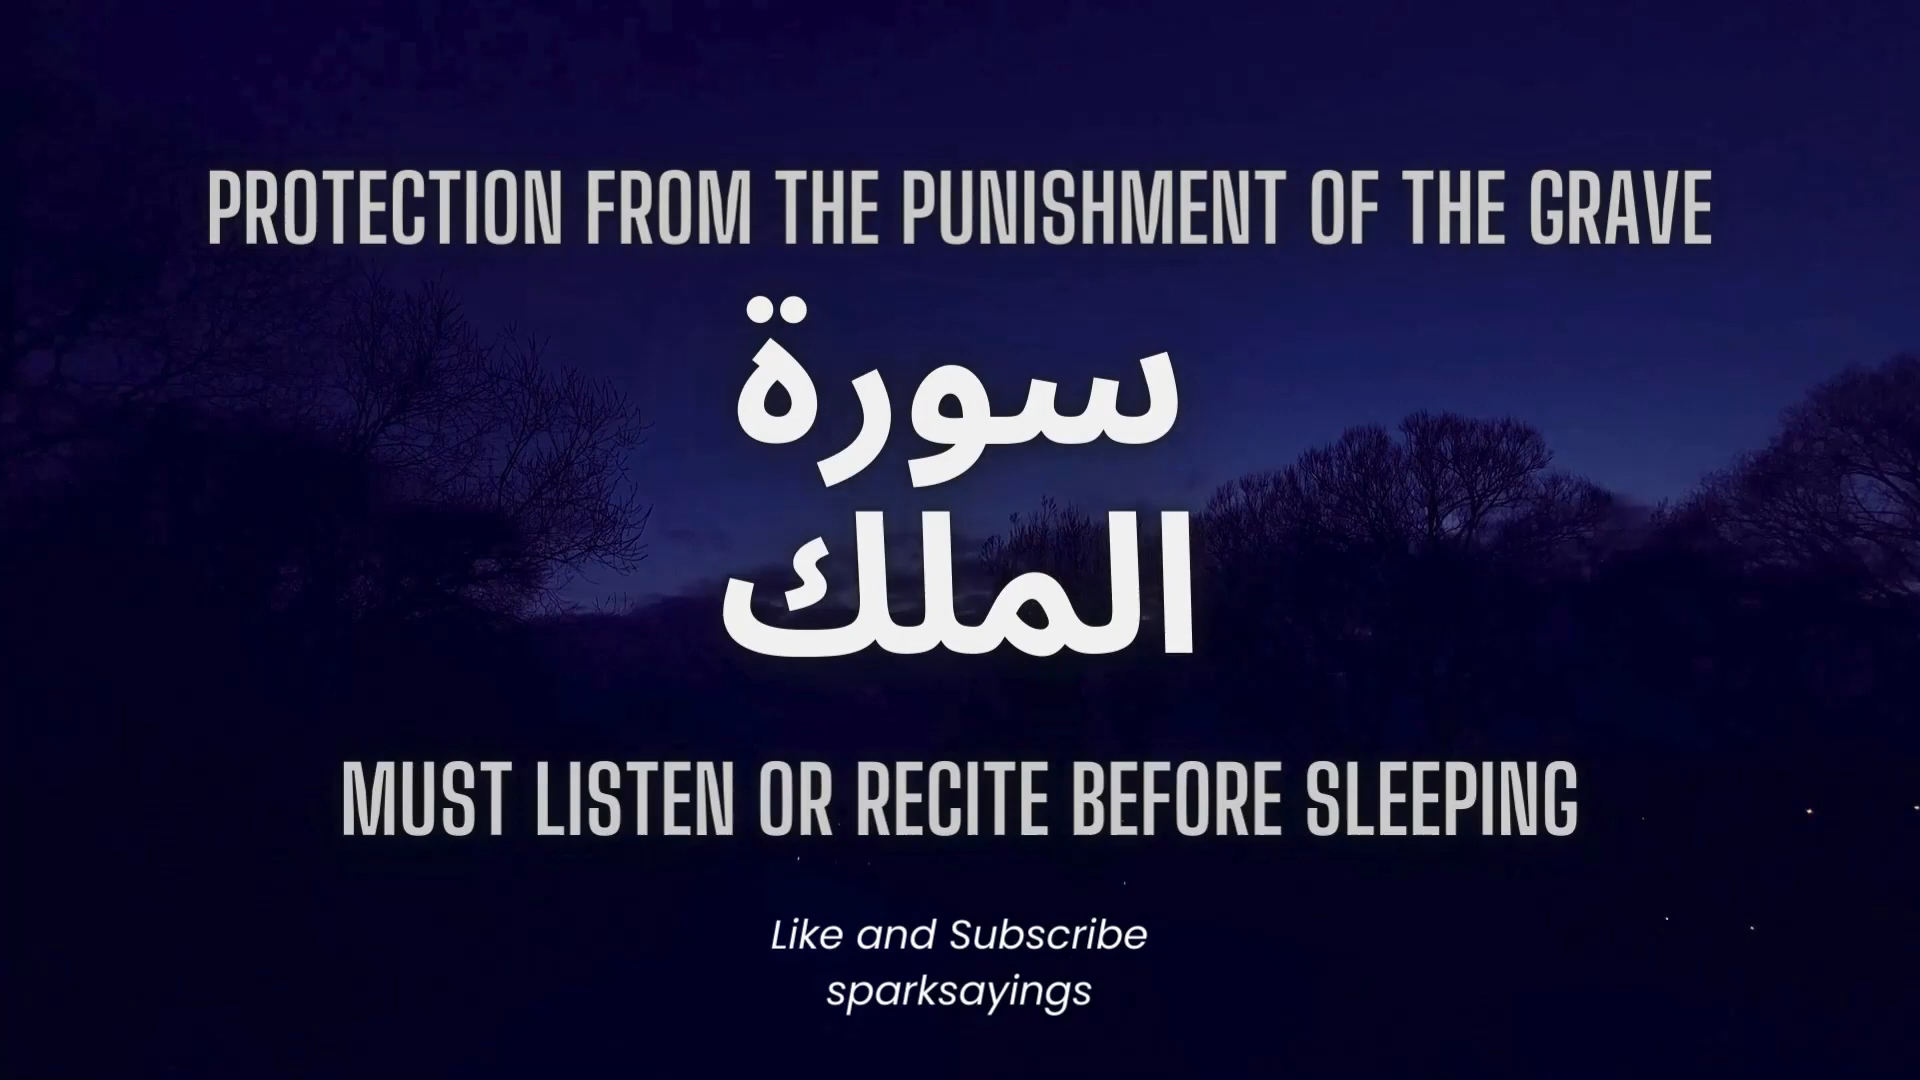 PROTECTION FROM THE PUNISHMENT OF THE GRAVE
سورة
الملك
MUST LISTEN OR RECITE BEFORE SLEEPING
Like and Subscribe
sparksayings